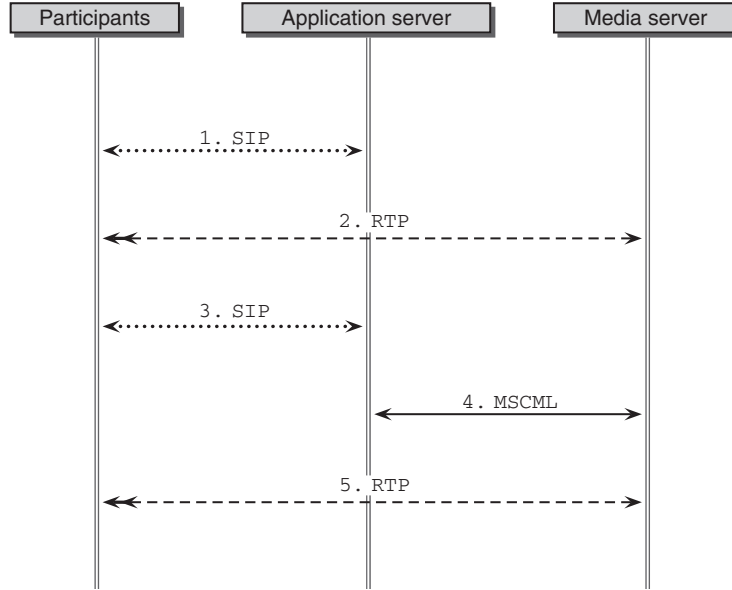 Participants
Application server
Media server
1. SIP
2. RTP
3. SIP
4. MSCML
5. RTP